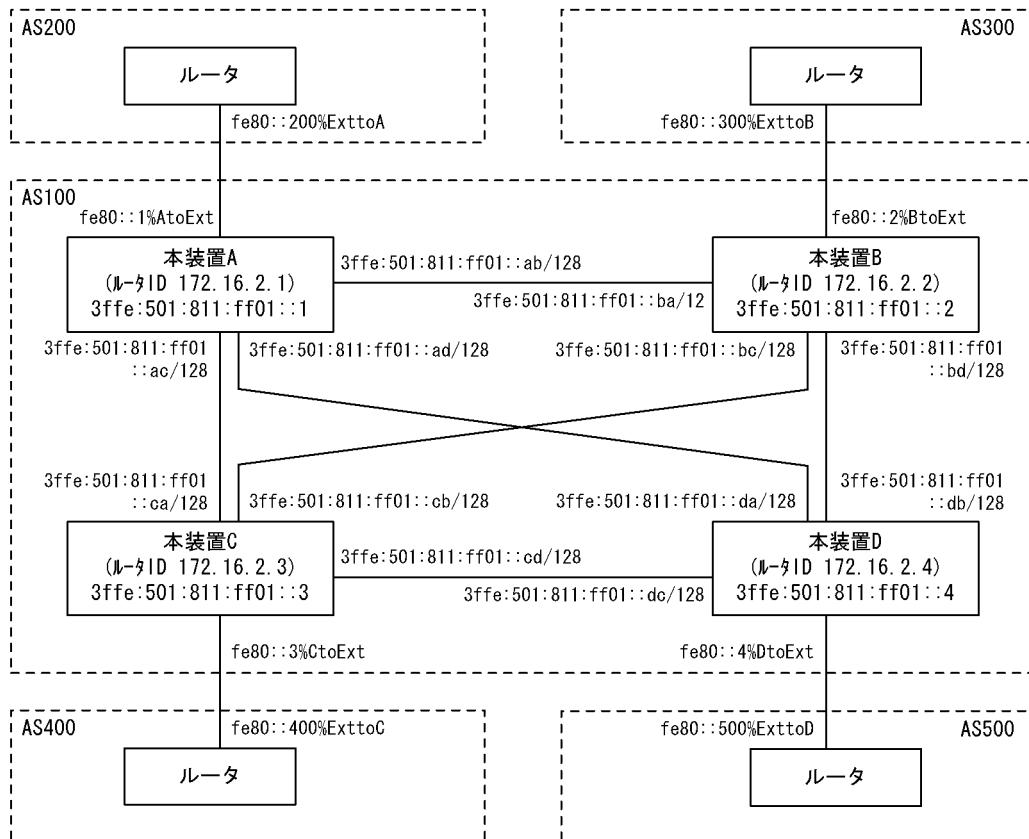 AS200
AS300
ルータ
ルータ
fe80::200%ExttoA
fe80::300%ExttoB
AS100
fe80::1%AtoExt
fe80::2%BtoExt
本装置A
(ルータID 172.16.2.1)
3ffe:501:811:ff01::1
3ffe:501:811:ff01::ab/128
3ffe:501:811:ff01::ba/12
本装置B
(ルータID 172.16.2.2)
3ffe:501:811:ff01::2
3ffe:501:811:ff01
::ac/128
3ffe:501:811:ff01::ad/128
3ffe:501:811:ff01::bc/128
3ffe:501:811:ff01
::bd/128
3ffe:501:811:ff01
::ca/128
3ffe:501:811:ff01::cb/128
3ffe:501:811:ff01::da/128
3ffe:501:811:ff01
::db/128
本装置C
(ルータID 172.16.2.3)
3ffe:501:811:ff01::3
3ffe:501:811:ff01::cd/128
3ffe:501:811:ff01::dc/128
本装置D
(ルータID 172.16.2.4)
3ffe:501:811:ff01::4
fe80::3%CtoExt
fe80::4%DtoExt
AS400
fe80::400%ExttoC
fe80::500%ExttoD
AS500
ルータ
ルータ